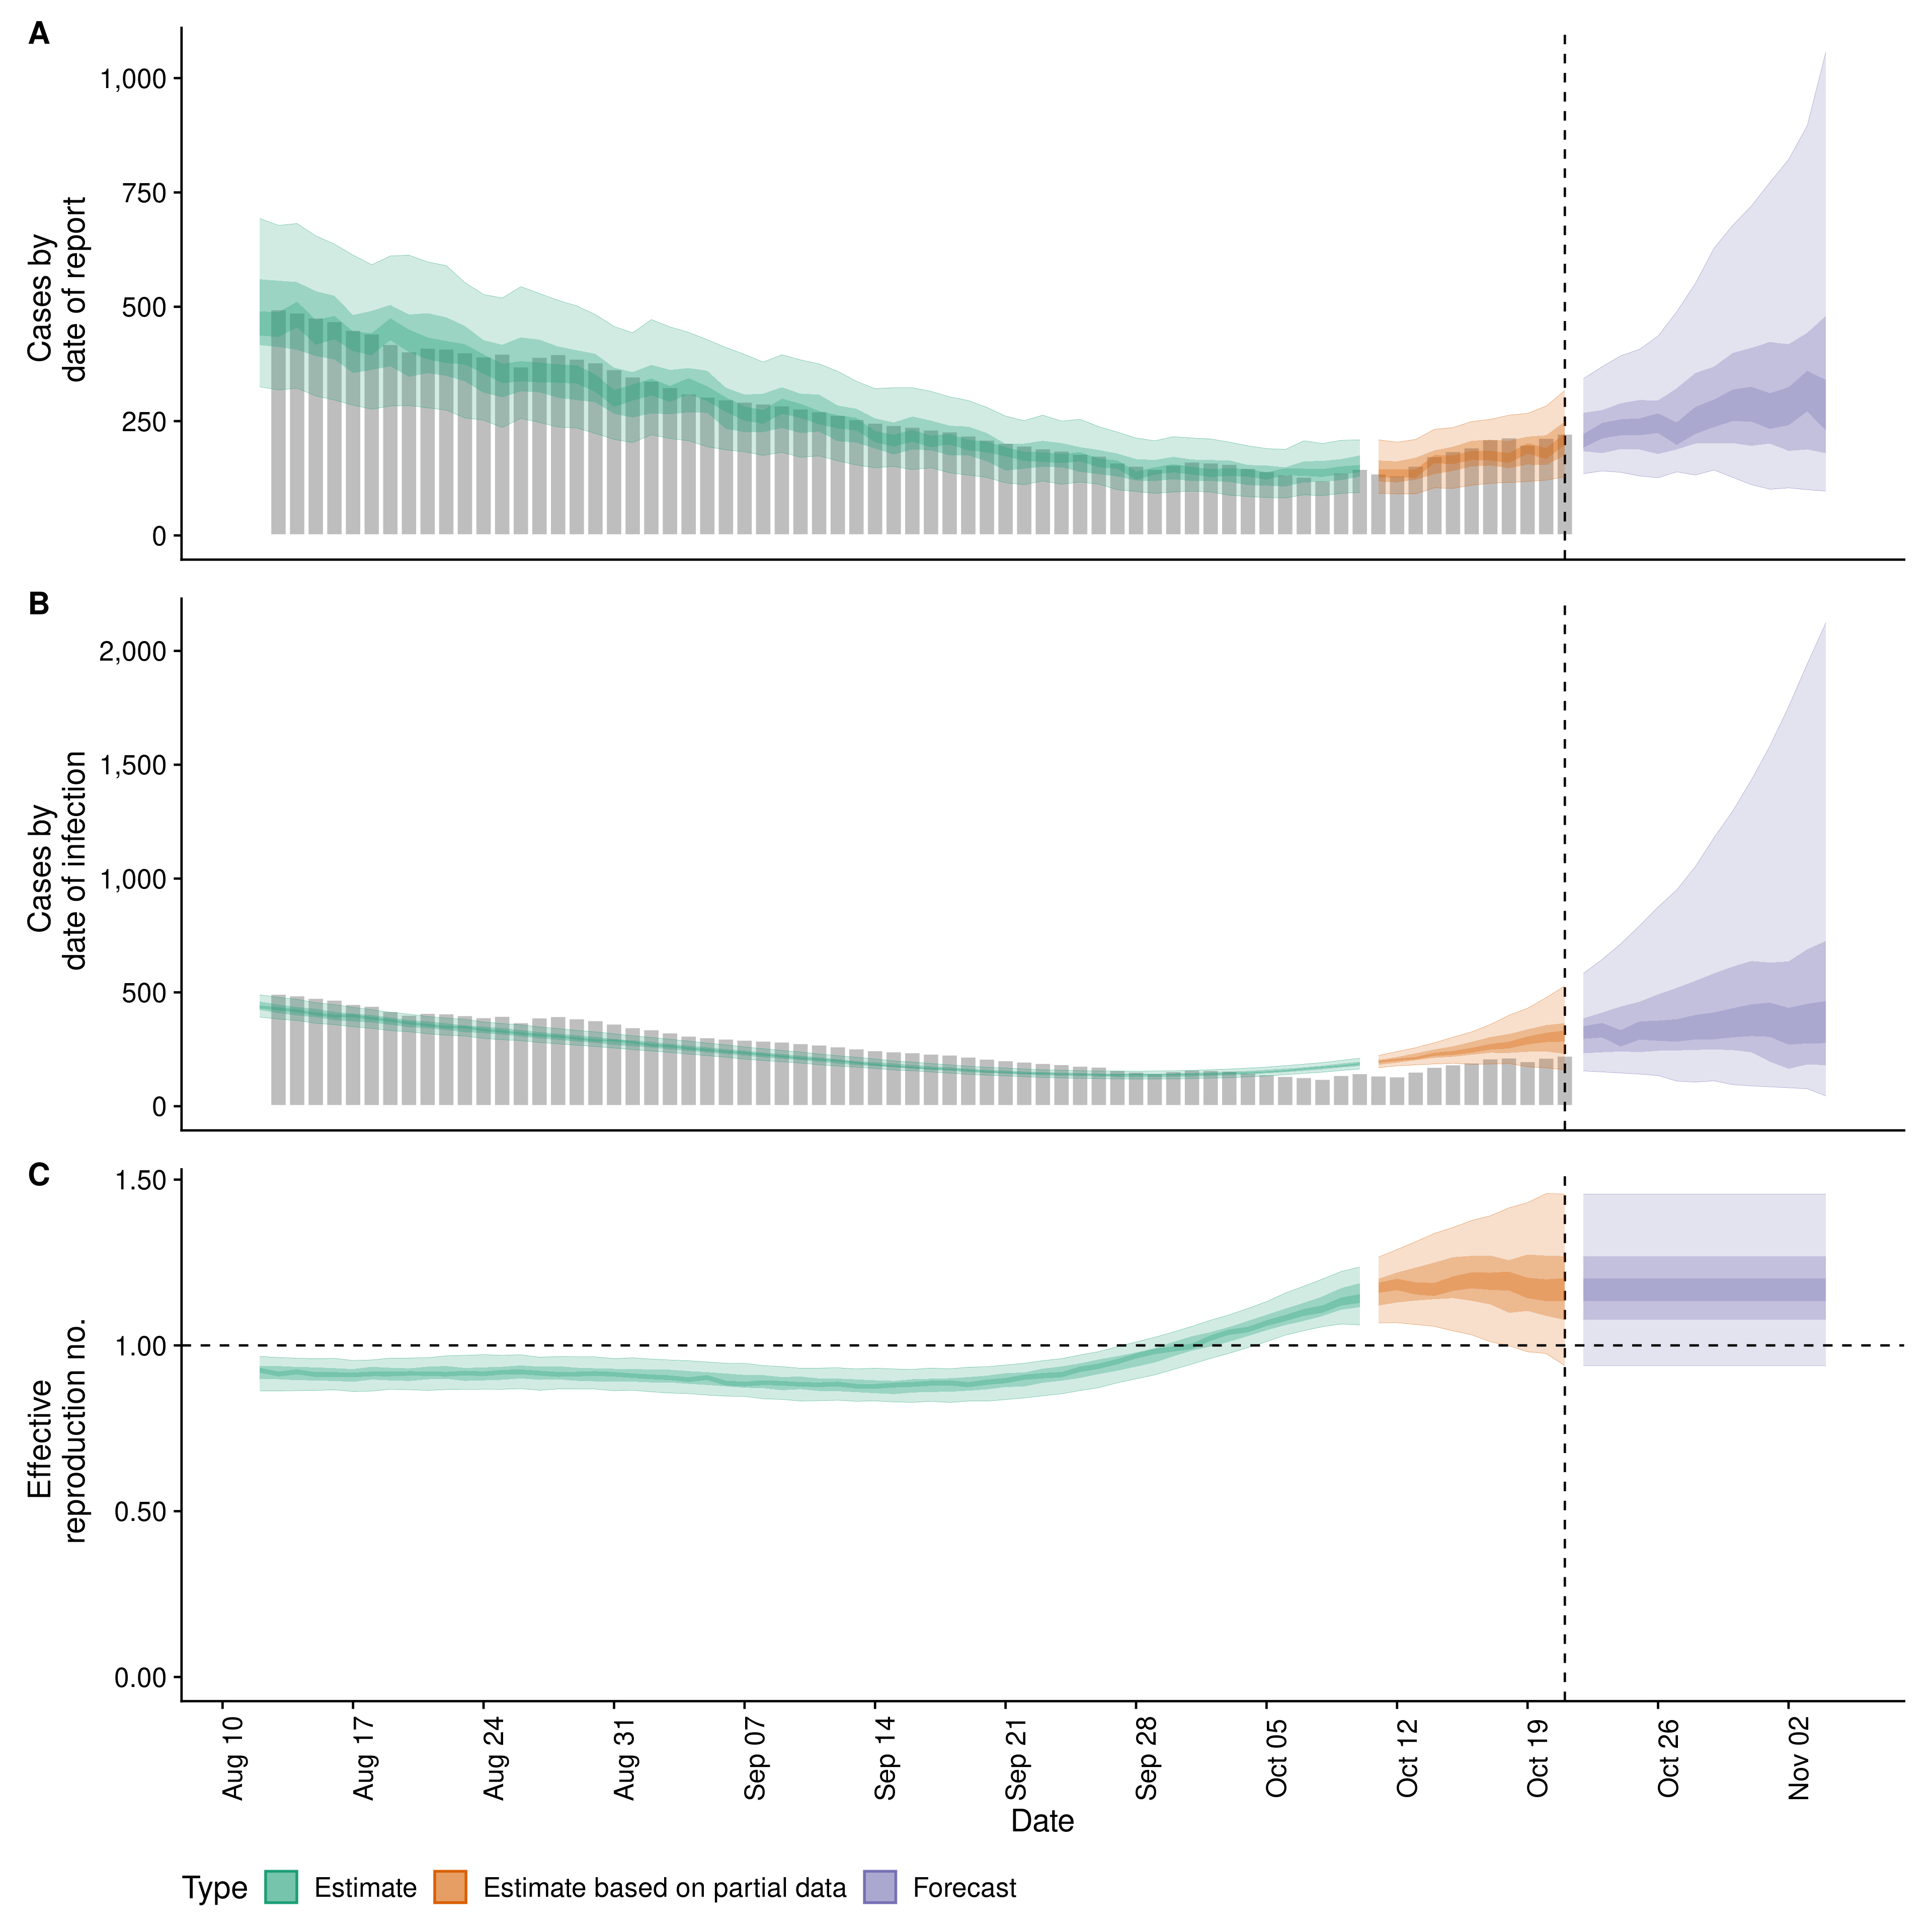 A
1,000
750
500
250
0
Cases by
date of report
B
2,000
1,500
1,000
500
0
Cases by
date of infection
C
1.50
1.00
0.50
0.00
Effective
reproduction no.
Aug 10
Aug 17
Aug 24
Aug 31
Sep 07
Sep 14
Sep 21
Sep 28
Oct 05
Oct 12
Oct 19
Oct 26
Nov 02
Date
Type Estimate Estimate based on partial data Forecast